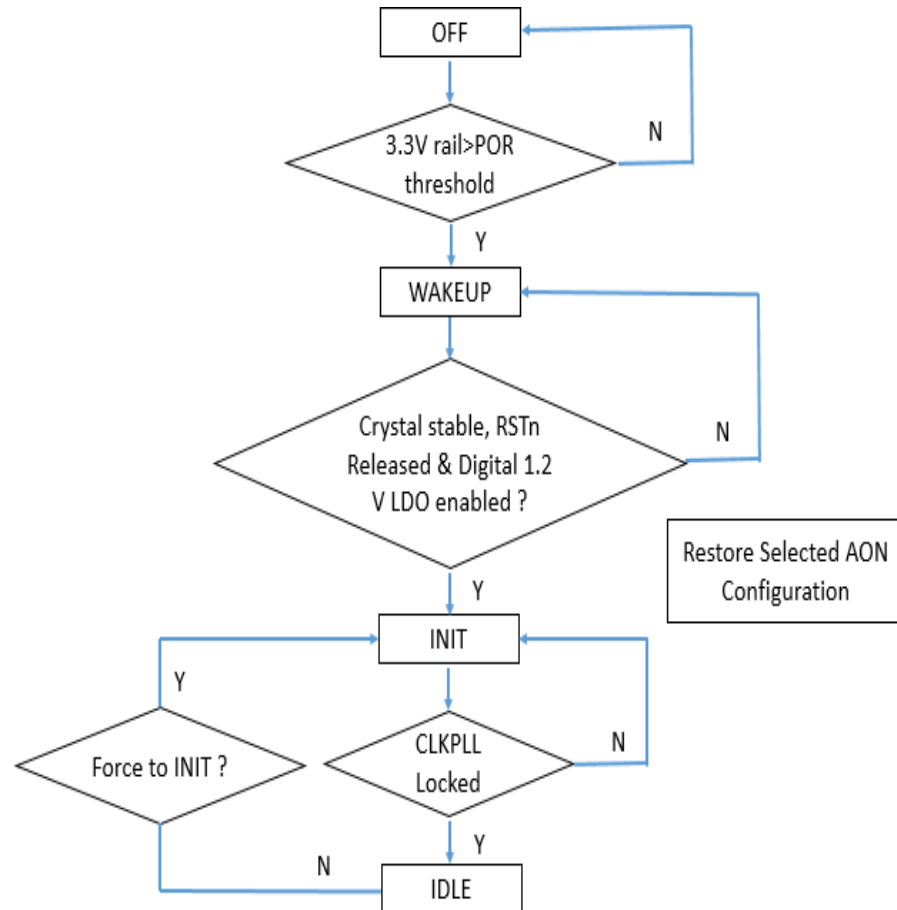 OFF
3.3V rail>POR
threshold
N
Y
WAKEUP
Crystal stable, RSTn
Released & Digital 1.2
V LDO enabled ?
N
Restore Selected AON
Configuration
Y
INIT
Y
Force to INIT ?
CLKPLL
Locked
N
Y
N
IDLE